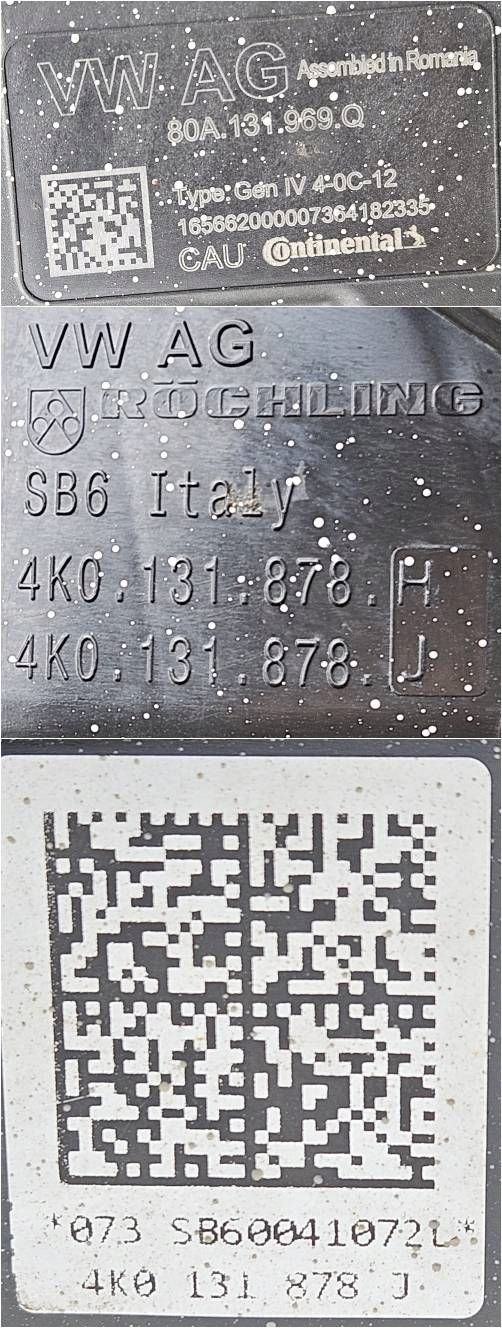 VW AG Assembled in Romania
80A.131.969.Q
Type: Gen IV 4-0C-12
165662000007364182335
CAU Continental
VW AG
RÖCHLING
SB6 Italy
4K0.131.878.H
4K0.131.878.J
*073 SB60041072L*
4K0 131 878 J